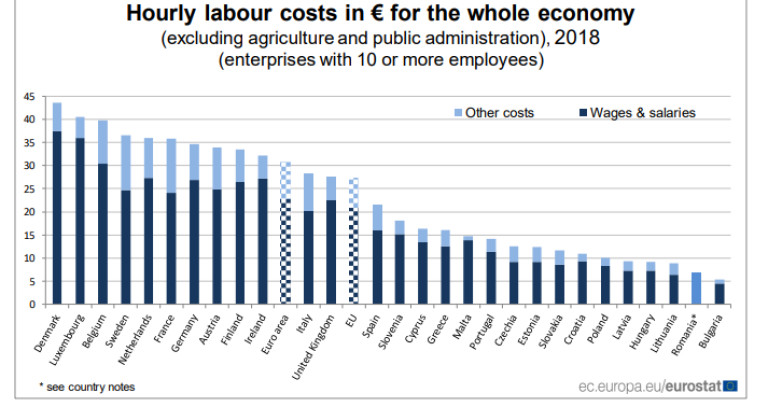 Hourly labour costs in € for the whole economy
(excluding agriculture and public administration), 2018
(enterprises with 10 or more employees)
45
40
35
30
25
20
15
10
5
0
Other costs
Wages & salaries
Denmark
Luxembourg
Belgium
Sweden
Netherlands
France
Germany
Austria
Finland
Ireland
Euro area
Italy
United Kingdom
EU
Spain
Slovenia
Cyprus
Greece
Malta
Portugal
Czechia
Estonia
Slovakia
Croatia
Poland
Latvia
Hungary
Lithuania
Romania*
Bulgaria
* see country notes
ec.europa.eu/eurostat